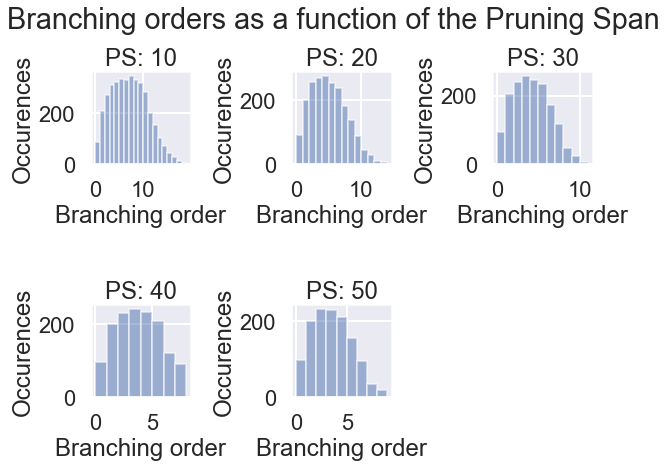 Branching orders as a function of the Pruning Span
PS: 10
Occurences
200
0
0 10
Branching order
PS: 20
Occurences
200
0
0 10
Branching order
PS: 30
Occurences
200
0
0 10
Branching order
PS: 40
Occurences
200
0
0 5
Branching order
PS: 50
Occurences
200
0
0 5
Branching order